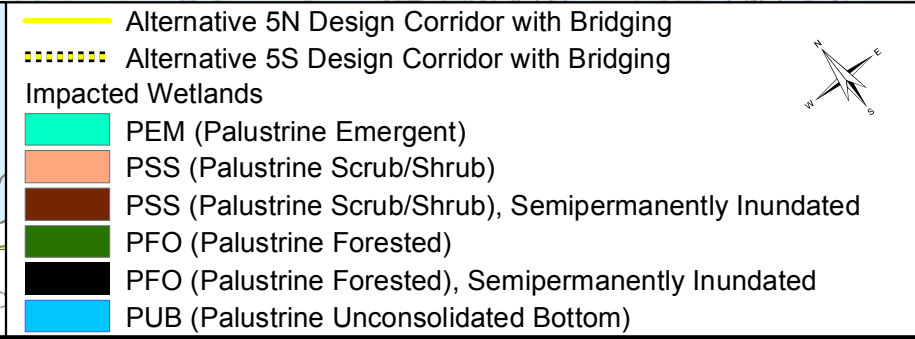 Alternative 5N Design Corridor with Bridging
Alternative 5S Design Corridor with Bridging
Impacted Wetlands
PEM (Palustrine Emergent)
PSS (Palustrine Scrub/Shrub)
PSS (Palustrine Scrub/Shrub), Semipermanently Inundated
PFO (Palustrine Forested)
PFO (Palustrine Forested), Semipermanently Inundated
PUB (Palustrine Unconsolidated Bottom)
N
E
W
S